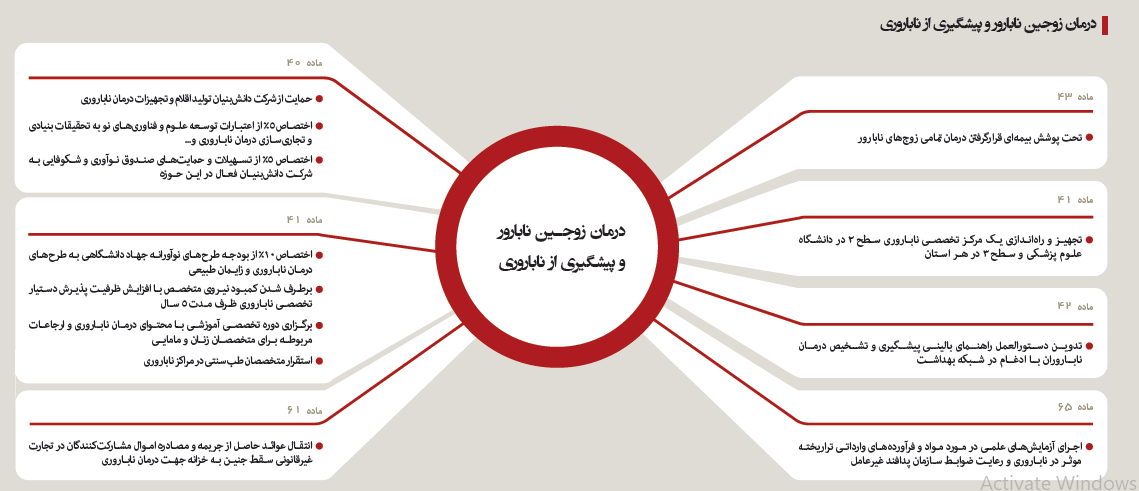 درمان زوجین نابارور و پیشگیری از ناباروری
ماده ۴۳
تحت پوشش بیمه‌ای قرارگرفتن درمان تمامی زوج‌های نابارور
ماده ۴۱
تجهیز و راه‌اندازی یک مرکز تخصصی ناباروری سطح ۲ در دانشگاه
علوم پزشکی و سطح ۳ در هر استان
ماده ۴۲
تدوین دستورالعمل راهنمای بالینی پیشگیری و تشخیص درمان
ناباروران با ادغام در شبکه بهداشت
ماده ۶۵
اجرای آزمایش‌های علمی در مورد مواد و فرآورده‌های وارداتی تراریخته
موثر در ناباروری و رعایت ضوابط سازمان پدافند غیرعامل
درمان زوجین نابارور
و پیشگیری از ناباروری
ماده ۴۰
حمایت از شرکت دانش‌بنیان تولید اقلام و تجهیزات درمان ناباروری
اختصاص ۵٪ از اعتبارات توسعه علوم و فناوری‌های نو به تحقیقات بنیادی
و تجاری‌سازی درمان ناباروری و...
اختصاص ۵٪ از تسهیلات و حمایت‌های صندوق نوآوری و شکوفایی به
شرکت دانش‌بنیان فعال در این حوزه
ماده ۴۱
اختصاص ۱۰٪ از بودجه طرح‌های نوآورانه جهاد دانشگاهی به طرح‌های
درمان ناباروری و زایمان طبیعی
برطرف شدن کمبود نیروی متخصص با افزایش ظرفیت پذیرش دستیار
تخصصی ناباروری ظرف مدت ۵ سال
برگزاری دوره تخصصی آموزشی با محتوای درمان ناباروری و ارجاعات
مربوطه برای متخصصان زنان و مامایی
استقرار متخصصان طب‌سنتی در مراکز ناباروری
ماده ۶۱
انتقال عوائد حاصل از جریمه و مصادره اموال مشارکت‌کنندگان در تجارت
غیرقانونی سقط جنین به خزانه جهت درمان ناباروری
Activate Windows